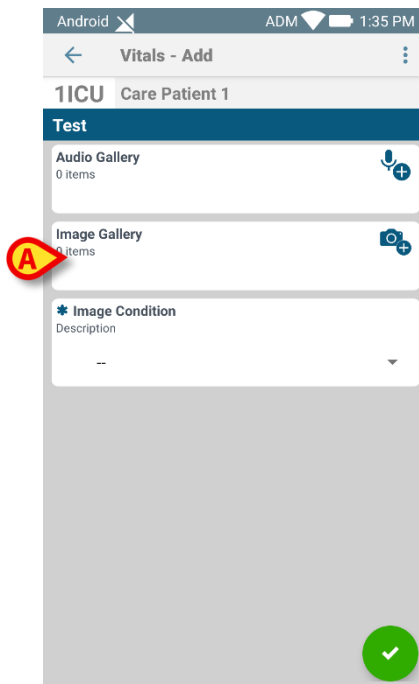 Android ADM 1:35 PM
Vitals - Add
1ICU Care Patient 1
Test
Audio Gallery
0 items
Image Gallery
A 0 items
✱ Image Condition
Description
--